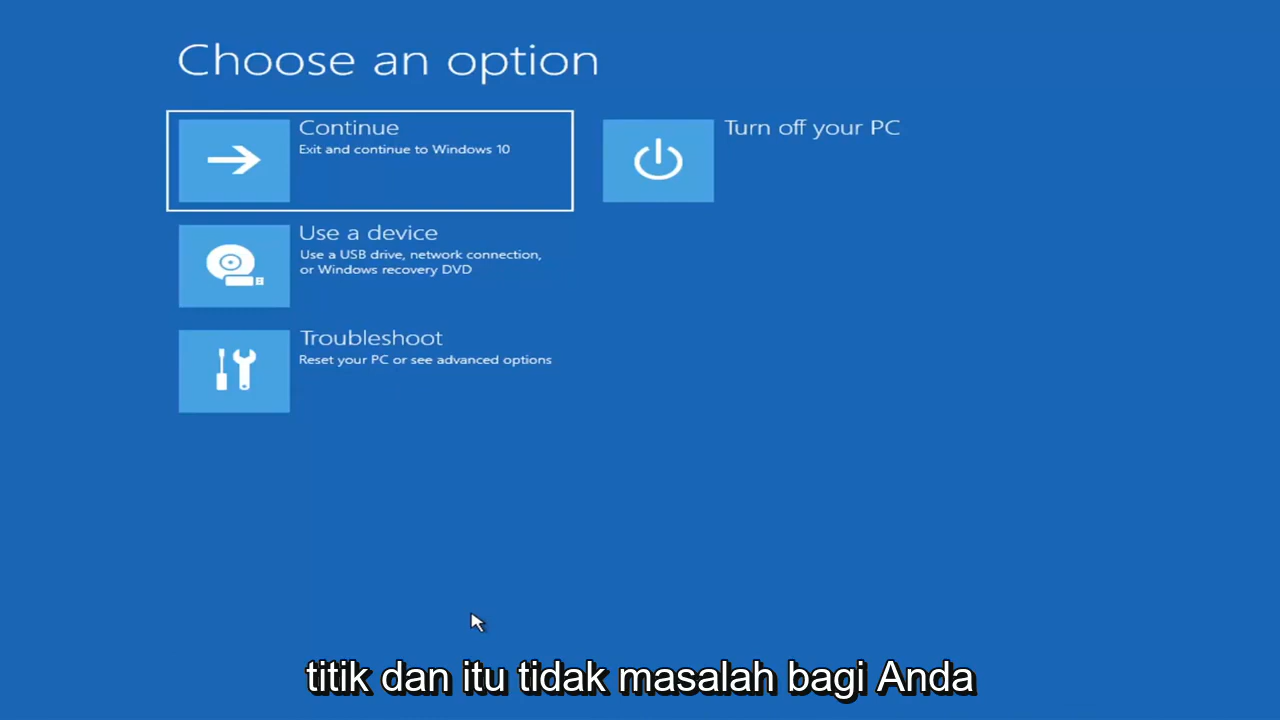 Choose an option
Continue
Exit and continue to Windows 10
Turn off your PC
Use a device
Use a USB drive, network connection,
or Windows recovery DVD
Troubleshoot
Reset your PC or see advanced options
titik dan itu tidak masalah bagi Anda